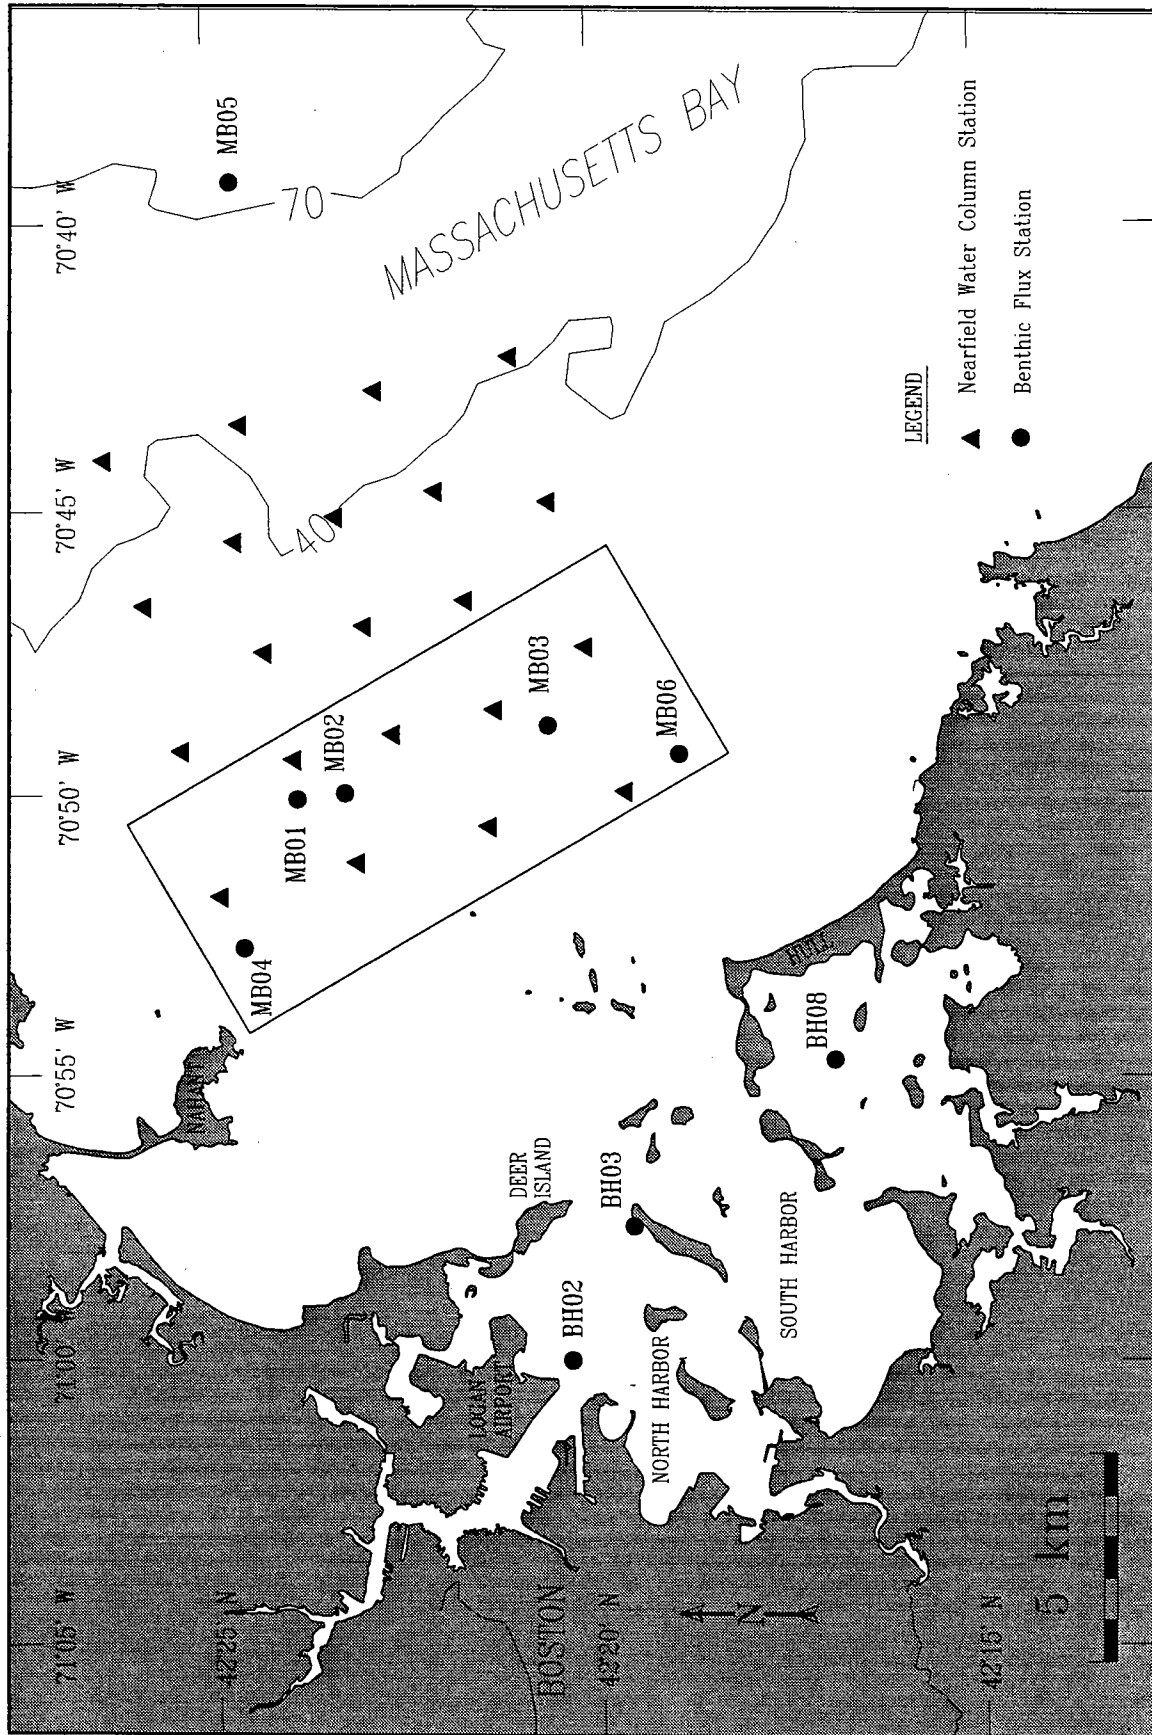 71°05' W
71°00' W
70°55' W
70°50' W
70°45' W
70°40' W
42°25' N
42°20' N
42°15' N
NAHANT
MB04
MB01
MB02
MB03
MB06
MB05
40
70
MASSACHUSETTS BAY
LOGAN
AIRPORT
DEER
ISLAND
BOSTON
BH02
BH03
NORTH HARBOR
SOUTH HARBOR
BH08
HULL
N
5 km
LEGEND
Nearfield Water Column Station
Benthic Flux Station